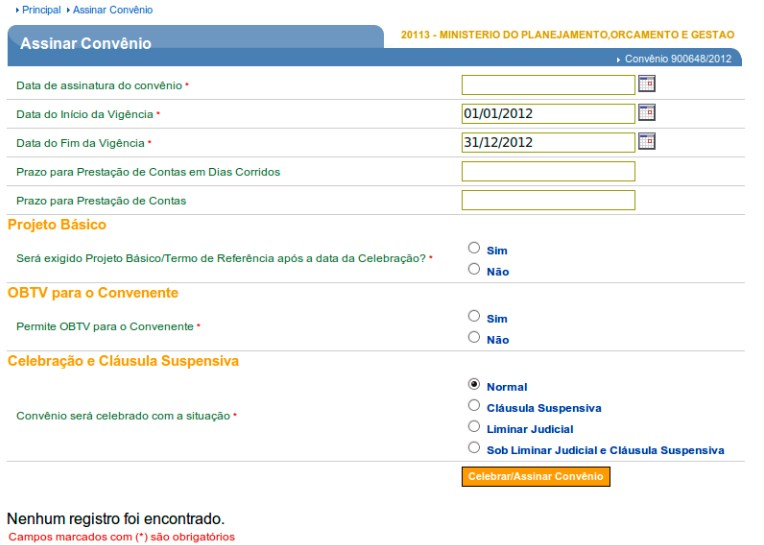 Principal Assinar Convênio
Assinar Convênio
20113 - MINISTERIO DO PLANEJAMENTO,ORCAMENTO E GESTAO
Convênio 900648/2012
Data de assinatura do convênio *
Data do Início da Vigência * 01/01/2012
Data do Fim da Vigência * 31/12/2012
Prazo para Prestação de Contas em Dias Corridos
Prazo para Prestação de Contas
Projeto Básico
Será exigido Projeto Básico/Termo de Referência após a data da Celebração? *
Sim
Não
OBTV para o Convenente
Permite OBTV para o Convenente *
Sim
Não
Celebração e Cláusula Suspensiva
Convênio será celebrado com a situação *
Normal
Cláusula Suspensiva
Liminar Judicial
Sob Liminar Judicial e Cláusula Suspensiva
Celebrar/Assinar Convênio
Nenhum registro foi encontrado.
Campos marcados com (*) são obrigatórios